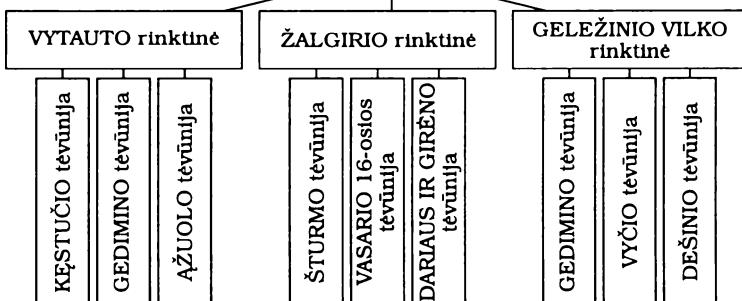 VYTAUTO rinktinė
ŽALGIRIO rinktinė
GELEŽINIO VILKO
rinktinė
KĘSTUČIO tėvūnija
GEDIMINO tėvūnija
ĄŽUOLO tėvūnija
ŠTURMO tėvūnija
VASARIO 16-osios
tėvūnija
DARIAUS IR GIRĖNO
tėvūnija
GEDIMINO tėvūnija
VYČIO tėvūnija
DEŠINIO tėvūnija